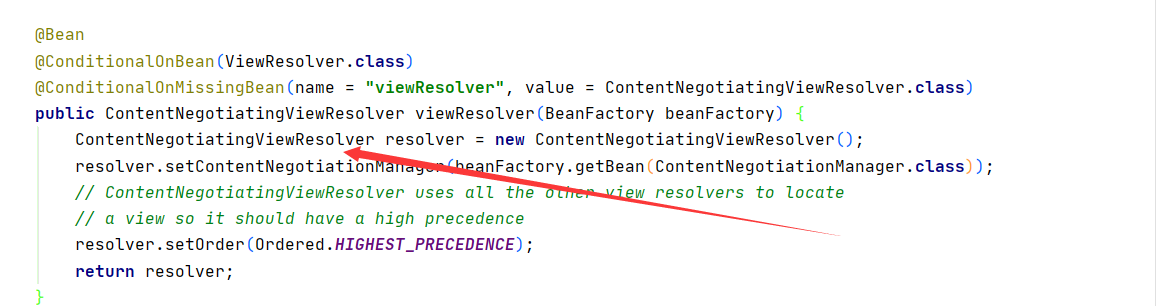 @Bean
@ConditionalOnBean(ViewResolver.class)
@ConditionalOnMissingBean(name = "viewResolver", value = ContentNegotiatingViewResolver.class)
public ContentNegotiatingViewResolver viewResolver(BeanFactory beanFactory) {
ContentNegotiatingViewResolver resolver = new ContentNegotiatingViewResolver();
resolver.setContentNegotiationManager(beanFactory.getBean(ContentNegotiationManager.class));
// ContentNegotiatingViewResolver uses all the other view resolvers to locate
// a view so it should have a high precedence
resolver.setOrder(Ordered.HIGHEST_PRECEDENCE);
return resolver;
}